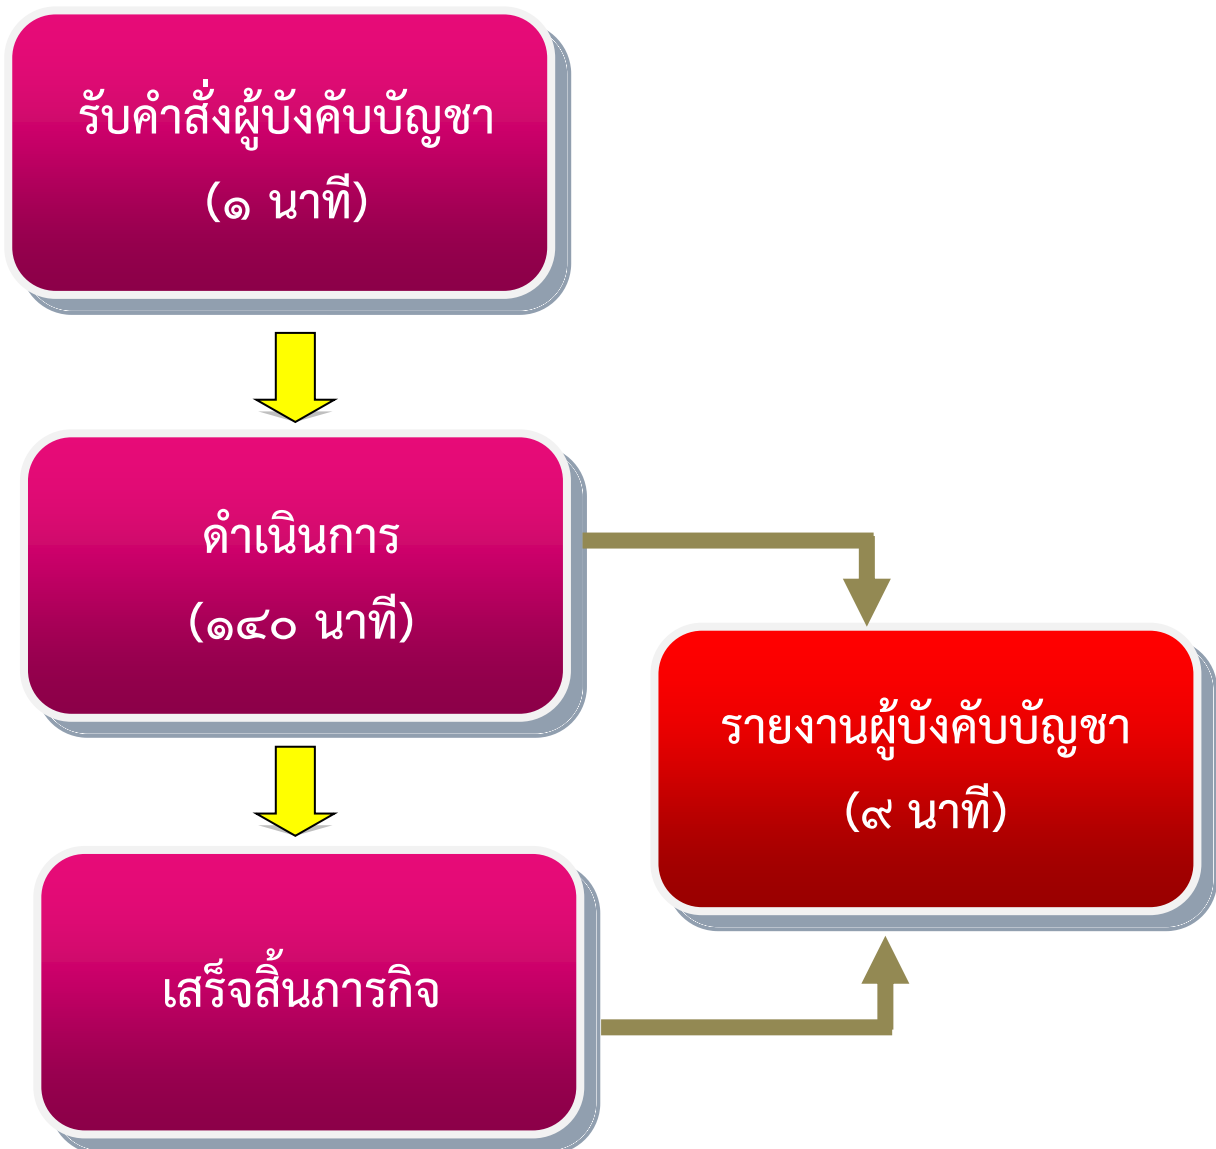 รับคำสั่งผู้บังคับบัญชา
(๑ นาที)
ดำเนินการ
(๑๔๐ นาที)
รายงานผู้บังคับบัญชา
(๙ นาที)
เสร็จสิ้นภารกิจ